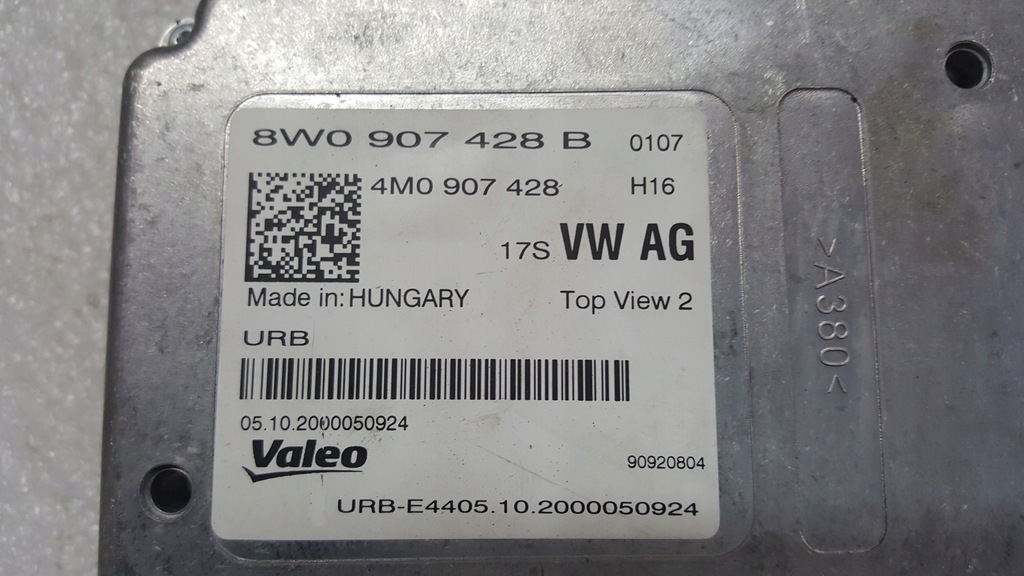 8W0 907 428 B 0107
4M0 907 428 H16
17S VW AG
Made in: HUNGARY Top View 2
URB
05.10.2000050924
Valeo 90920804
URB-E4405.10.2000050924
>A380<